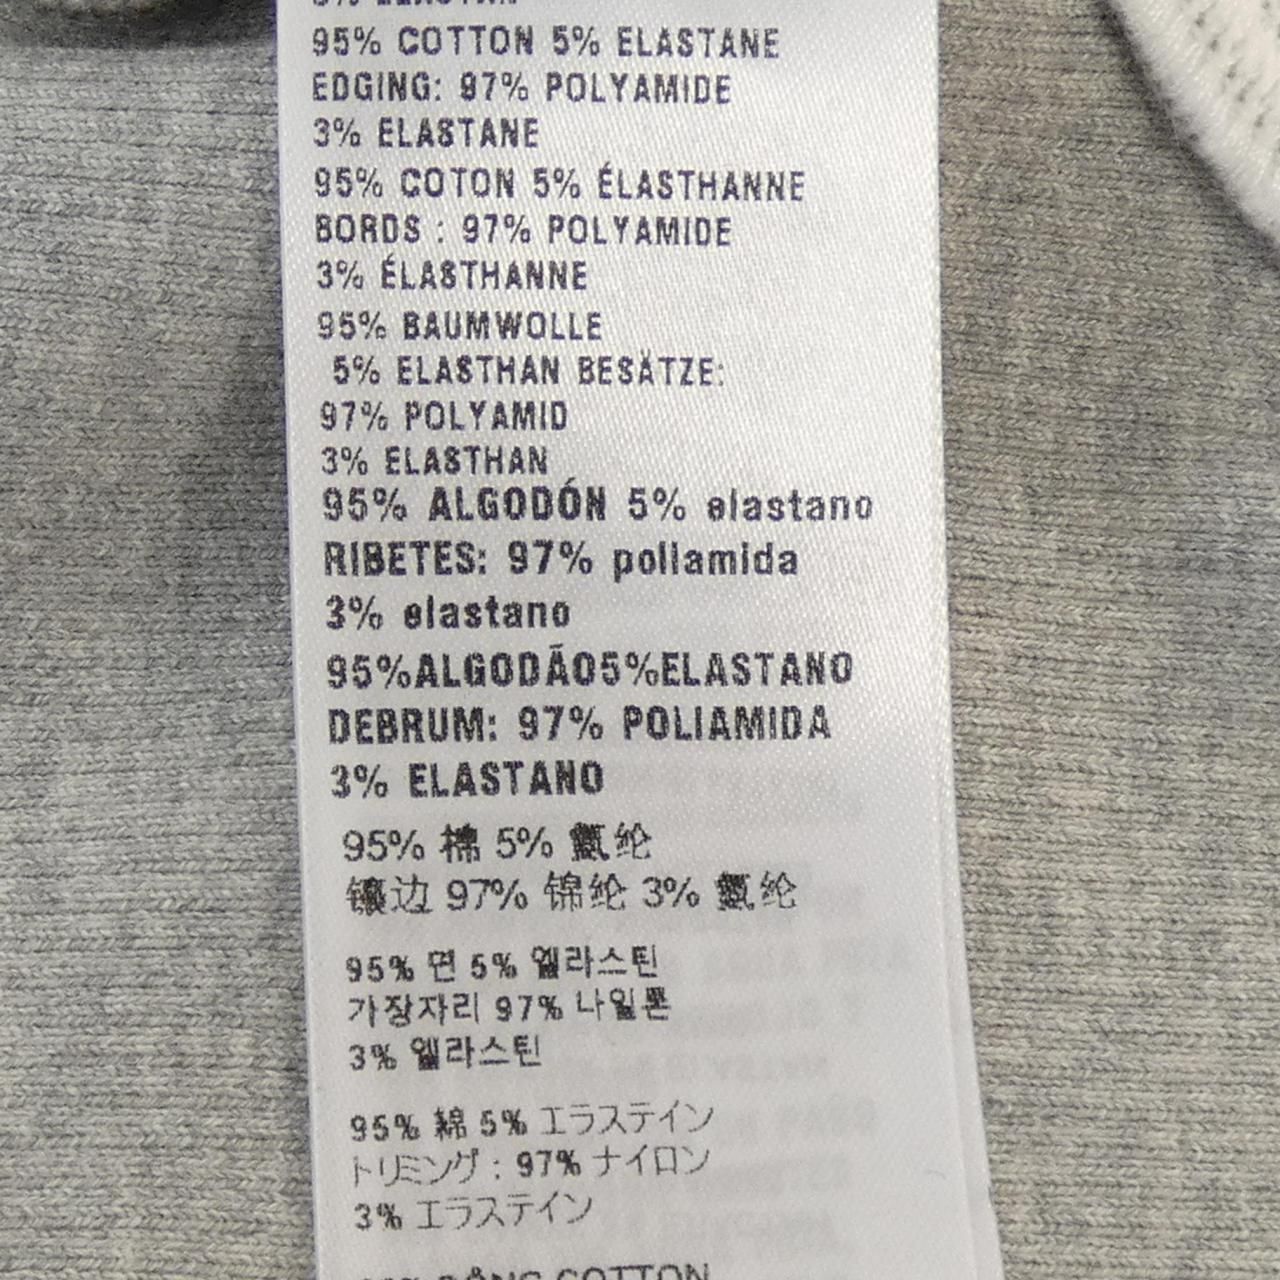 95% COTTON 5% ELASTANE
EDGING: 97% POLYAMIDE
3% ELASTANE
95% COTON 5% ÉLASTHANNE
BORDS : 97% POLYAMIDE
3% ÉLASTHANNE
95% BAUMWOLLE
5% ELASTHAN BESÄTZE:
97% POLYAMID
3% ELASTHAN
95% ALGODÓN 5% elastano
RIBETES: 97% poliamida
3% elastano
95%ALGODÃO5%ELASTANO
DEBRUM: 97% POLIAMIDA
3% ELASTANO
95% 棉 5% 氨纶
镶边 97% 锦纶 3% 氨纶
95% 면 5% 엘라스틴
가장자리 97% 나일론
3% 엘라스틴
95% 綿 5% エラステイン
トリミング : 97% ナイロン
3% エラステイン
COTTON